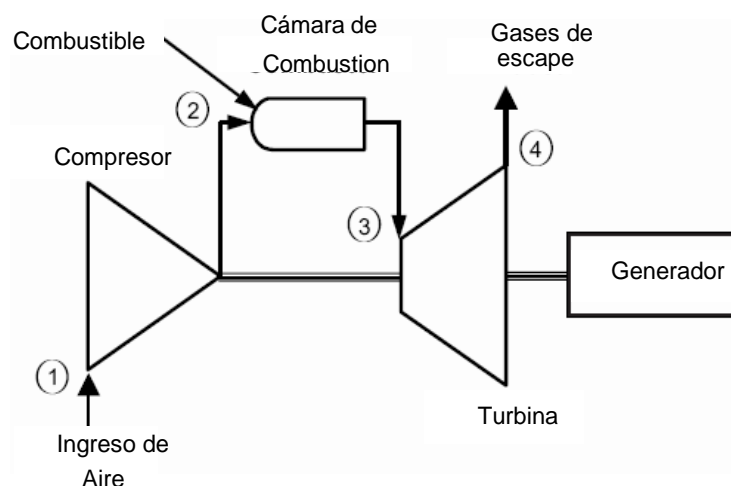 Combustible
Cámara de
Combustion
Gases de
escape
2
4
Compresor
3
Generador
1
Turbina
Ingreso de
Aire